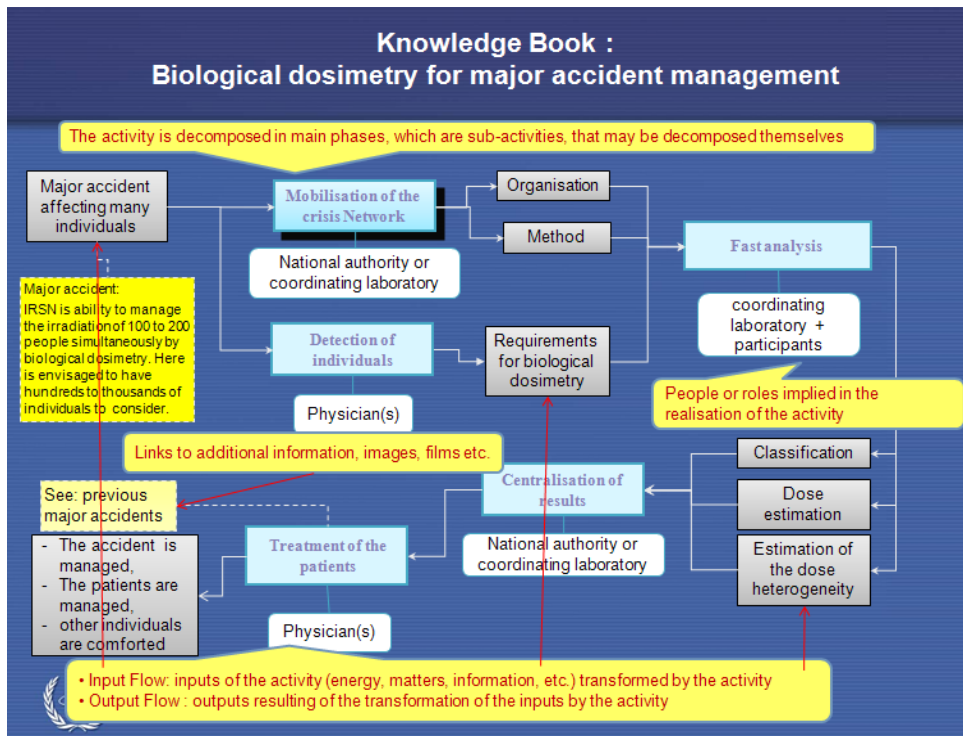 Knowledge Book :
Biological dosimetry for major accident management
The activity is decomposed in main phases, which are sub-activities, that may be decomposed themselves
Major accident
affecting many
individuals
Mobilisation of the
crisis Network
National authority or
coordinating laboratory
Organisation
Method
Fast analysis
coordinating
laboratory +
participants
Major accident:
IRSN is ability to manage
the irradiation of 100 to 200
people simultaneously by
biological dosimetry. Here
is envisaged to have
hundreds to thousands of
individuals to consider.
Detection of
individuals
Physician(s)
Requirements
for biological
dosimetry
People or roles implied in the
realisation of the activity
Links to additional information, images, films etc.
Classification
Dose
estimation
Estimation of
the dose
heterogeneity
Centralisation of
results
National authority or
coordinating laboratory
See: previous
major accidents
Treatment of the
patients
Physician(s)
- The accident is
managed,
- The patients are
managed,
- other individuals
are comforted
• Input Flow: inputs of the activity (energy, matters, information, etc.) transformed by the activity
• Output Flow : outputs resulting of the transformation of the inputs by the activity